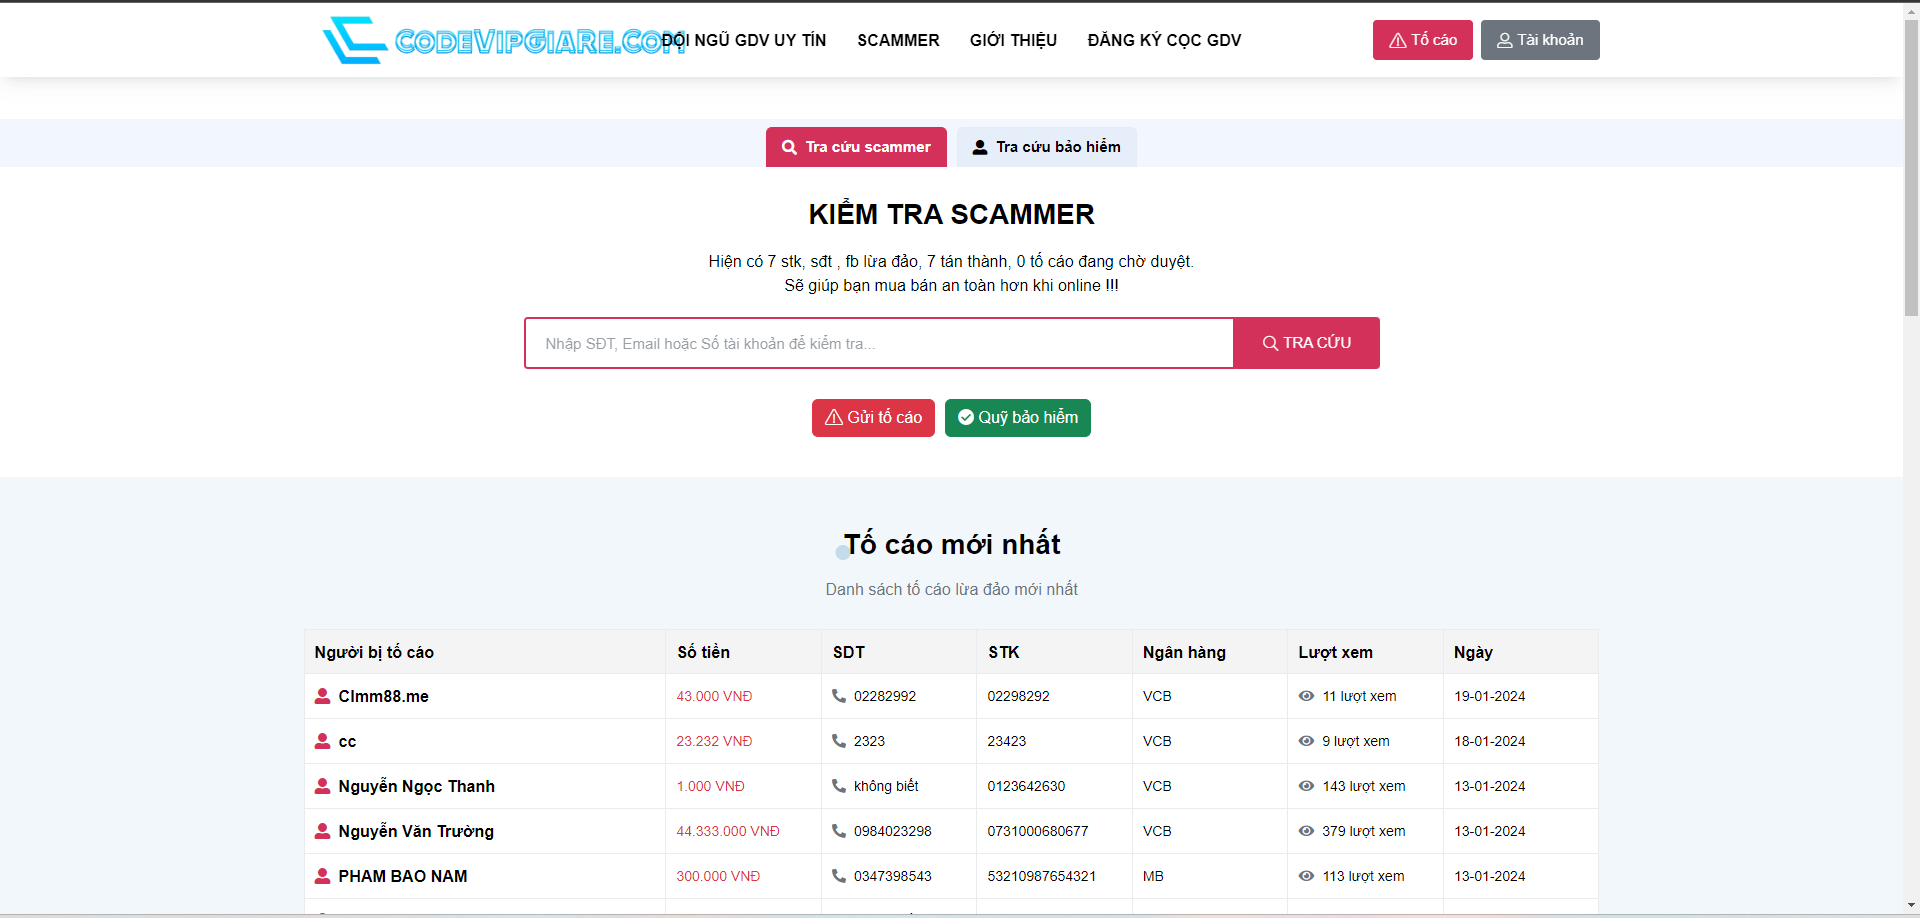 CODEVIPGIARE.COM
ĐỘI NGŨ GDV UY TÍN
SCAMMER
GIỚI THIỆU
ĐĂNG KÝ CỌC GDV
Tố cáo
Tài khoản
Tra cứu scammer
Tra cứu bảo hiểm
KIỂM TRA SCAMMER
Hiện có 7 stk, sđt , fb lừa đảo, 7 tán thành, 0 tố cáo đang chờ duyệt.
Sẽ giúp bạn mua bán an toàn hơn khi online !!!
Nhập SĐT, Email hoặc Số tài khoản để kiểm tra...
TRA CỨU
Gửi tố cáo
Quỹ bảo hiểm
Tố cáo mới nhất
Danh sách tố cáo lừa đảo mới nhất
Người bị tố cáo Số tiền SDT STK Ngân hàng Lượt xem Ngày
Clmm88.me 43.000 VNĐ 02282992 02298292 VCB 11 lượt xem 19-01-2024
cc 23.232 VNĐ 2323 23423 VCB 9 lượt xem 18-01-2024
Nguyễn Ngọc Thanh 1.000 VNĐ không biết 0123642630 VCB 143 lượt xem 13-01-2024
Nguyễn Văn Trường 44.333.000 VNĐ 0984023298 0731000680677 VCB 379 lượt xem 13-01-2024
PHAM BAO NAM 300.000 VNĐ 0347398543 53210987654321 MB 113 lượt xem 13-01-2024